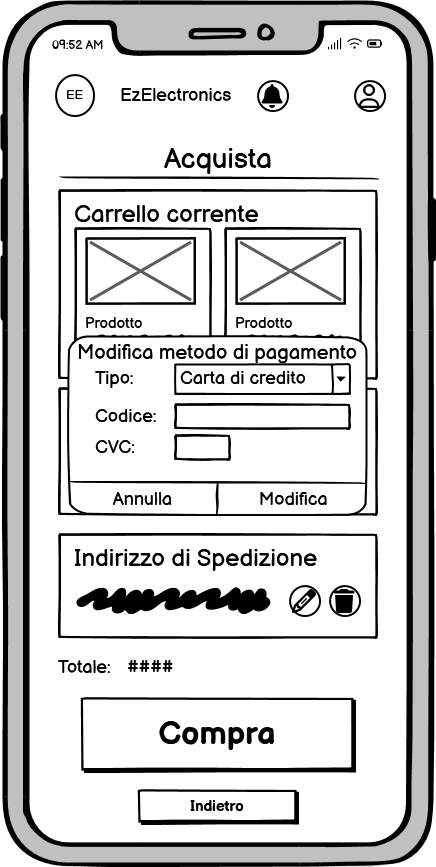 09:52 AM
EE
EzElectronics
Acquista
Carrello corrente
Prodotto
Prodotto
Modifica metodo di pagamento
Tipo:
Carta di credito
Codice:
CVC:
Annulla
Modifica
Indirizzo di Spedizione
Totale: ####
Compra
Indietro